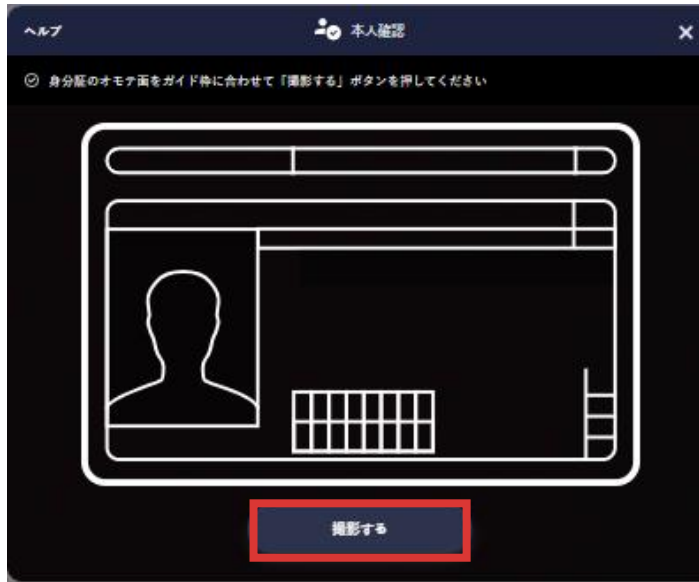 ヘルプ
本人確認
身分証のオモテ面をガイド枠に合わせて「撮影する」ボタンを押してください
撮影する